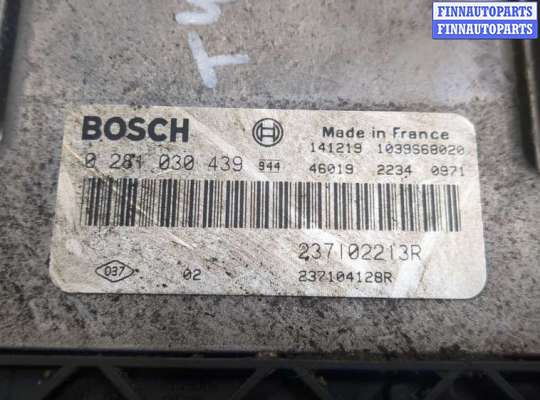 FINNAUTOPARTS
FINNAUTOPARTS
BOSCH
Made in France
141219 1039S68020
0 281 030 439 944 46019 2234 0971
237102213R
037 02 237104128R